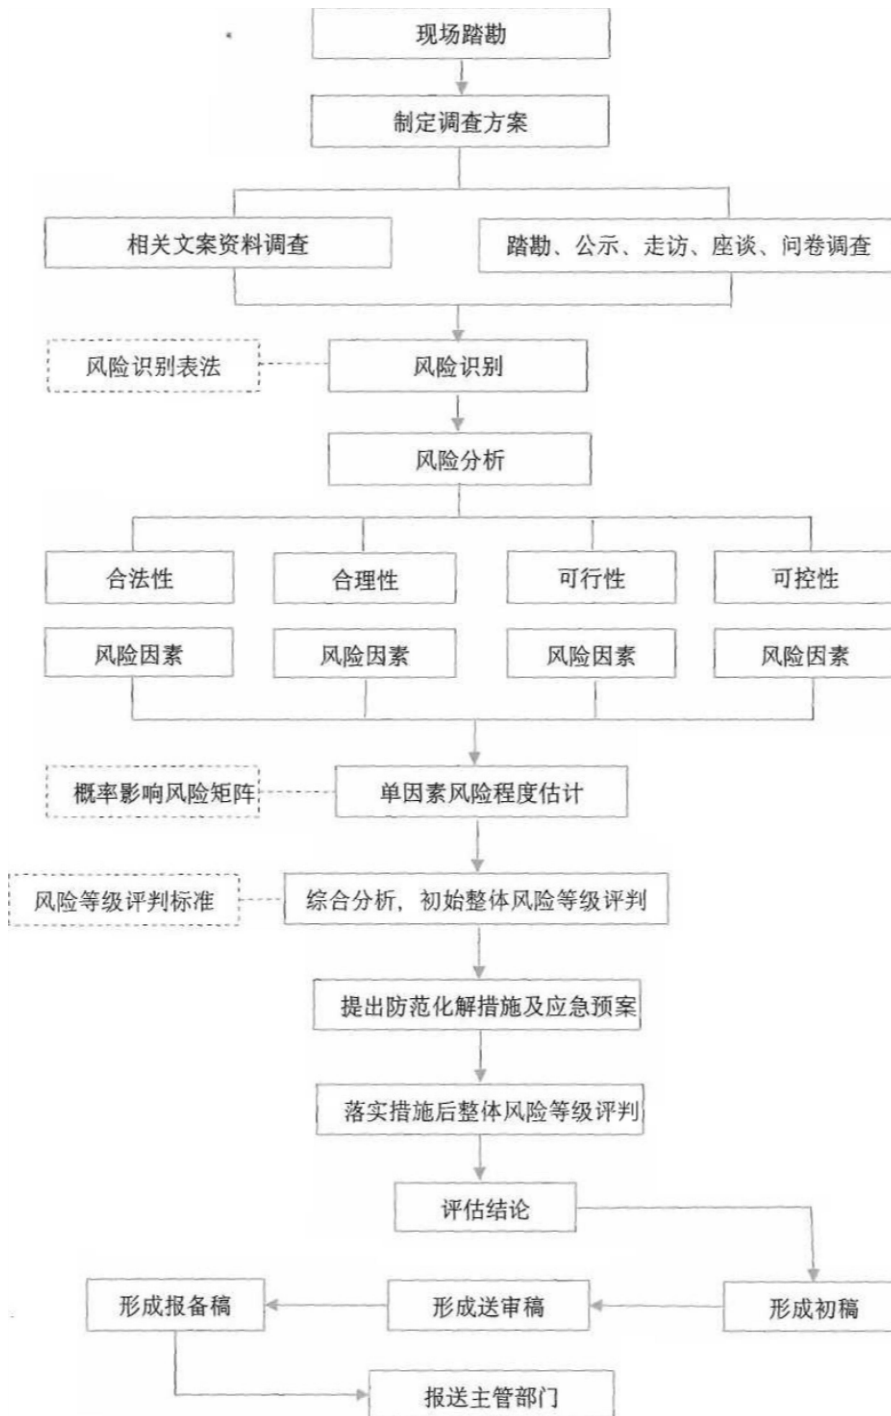 现场踏勘
制定调查方案
相关文案资料调查
踏勘、公示、走访、座谈、问卷调查
风险识别表法
风险识别
风险分析
合法性
合理性
可行性
可控性
风险因素
风险因素
风险因素
风险因素
概率影响风险矩阵
单因素风险程度估计
风险等级评判标准
综合分析，初始整体风险等级评判
提出防范化解措施及应急预案
落实措施后整体风险等级评判
评估结论
形成报备稿
形成送审稿
形成初稿
报送主管部门